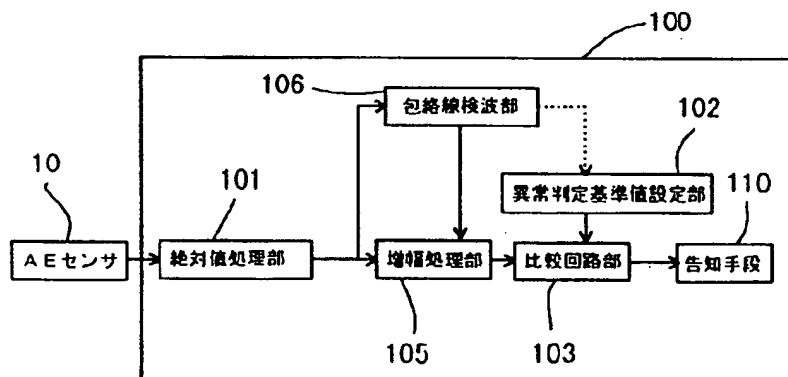 100
106
包絡線検波部
102
10
101
異常判定基準値設定部
110
AEセンサ
絶対値処理部
増幅処理部
比較回路部
告知手段
105
103